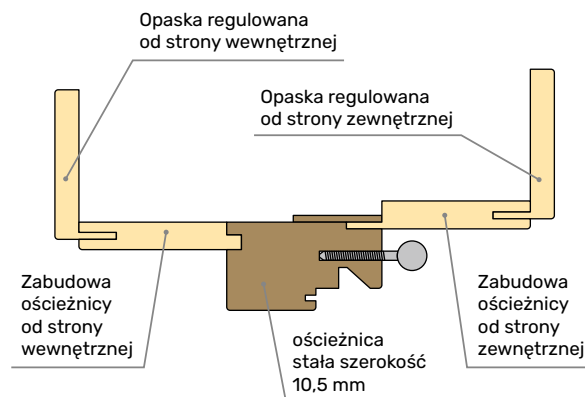 Opaska regulowana
od strony wewnętrznej
Opaska regulowana
od strony zewnętrznej
Zabudowa
ościeżnicy
od strony
wewnętrznej
ościeżnica
stała szerokość
10,5 mm
Zabudowa
ościeżnicy
od strony
zewnętrznej